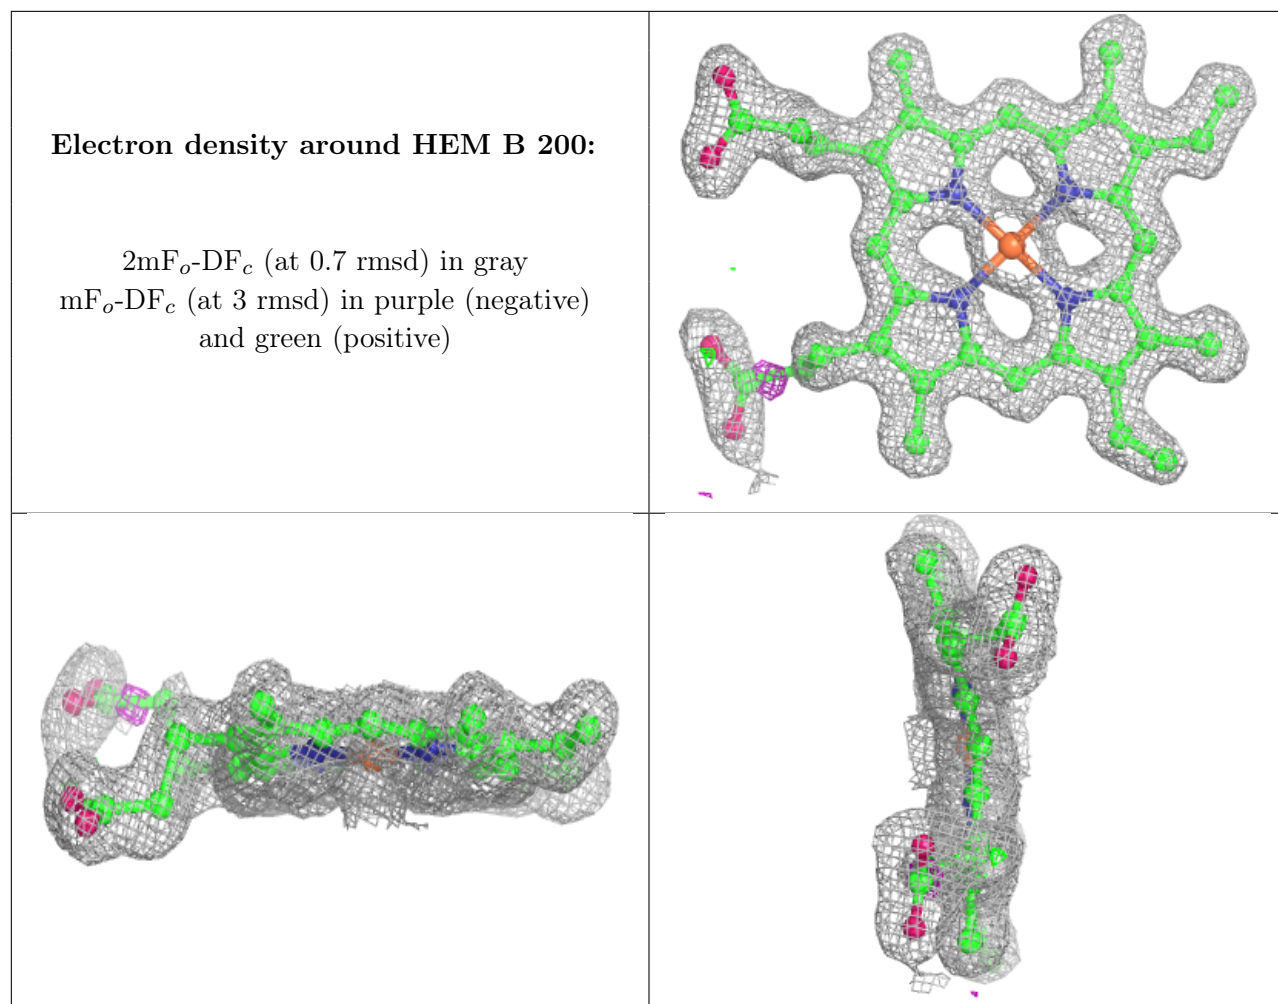 Electron density around HEM B 200:
2mFo-DFc (at 0.7 rmsd) in gray
mFo-DFc (at 3 rmsd) in purple (negative)
and green (positive)